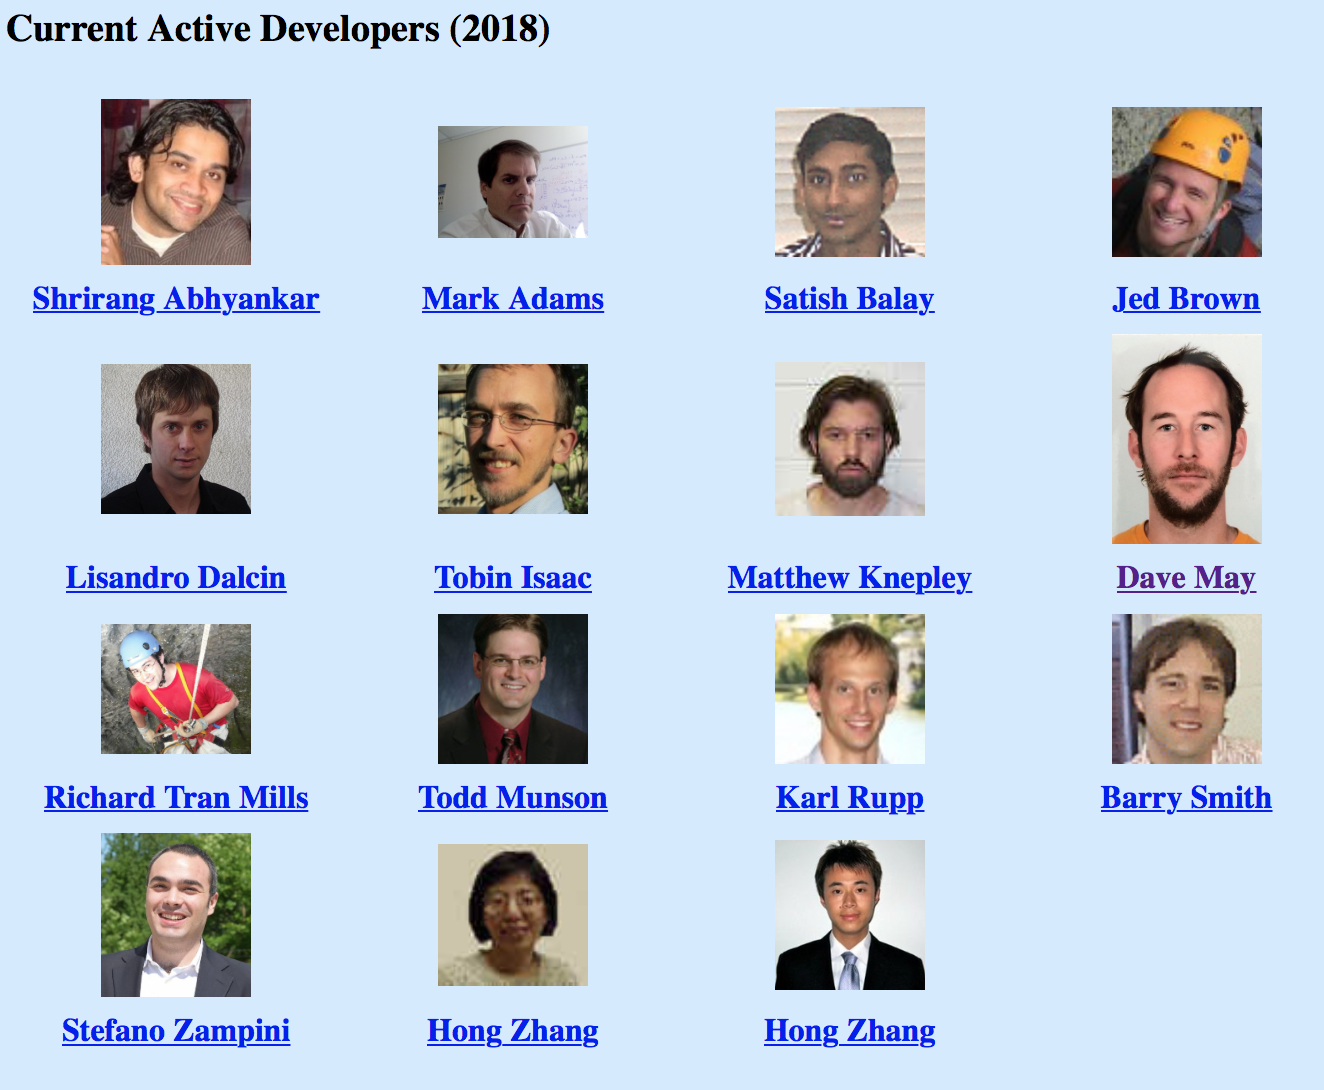 Current Active Developers (2018)
Shrirang Abhyankar Mark Adams Satish Balay Jed Brown
Lisandro Dalcin Tobin Isaac Matthew Knepley Dave May
Richard Tran Mills Todd Munson Karl Rupp Barry Smith
Stefano Zampini Hong Zhang Hong Zhang